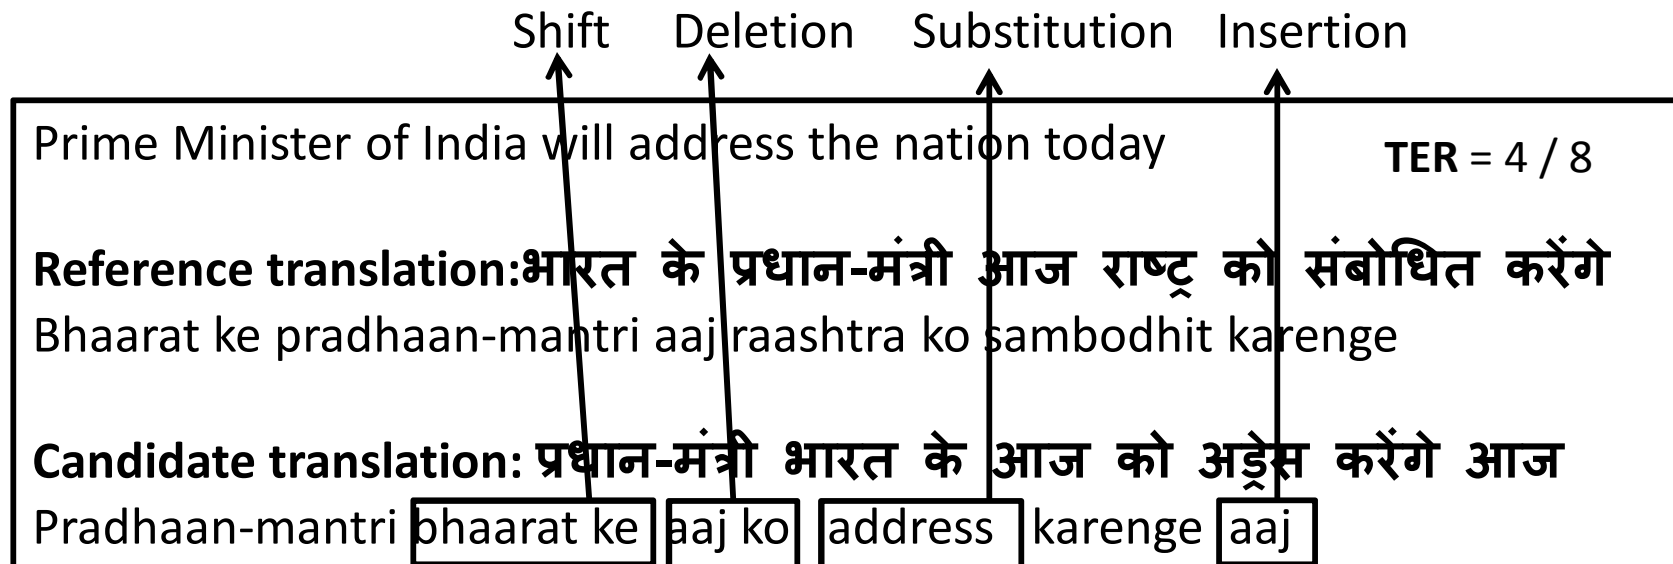 Shift Deletion Substitution Insertion
Prime Minister of India will address the nation today TER = 4 / 8
Reference translation:भारत के प्रधान-मंत्री आज राष्ट्र को संबोधित करेंगे
Bhaarat ke pradhaan-mantri aaj raashtra ko sambodhit karenge
Candidate translation: प्रधान-मंत्री भारत के आज को अड्रेस करेंगे आज
Pradhaan-mantri bhaarat ke aaj ko address karenge aaj